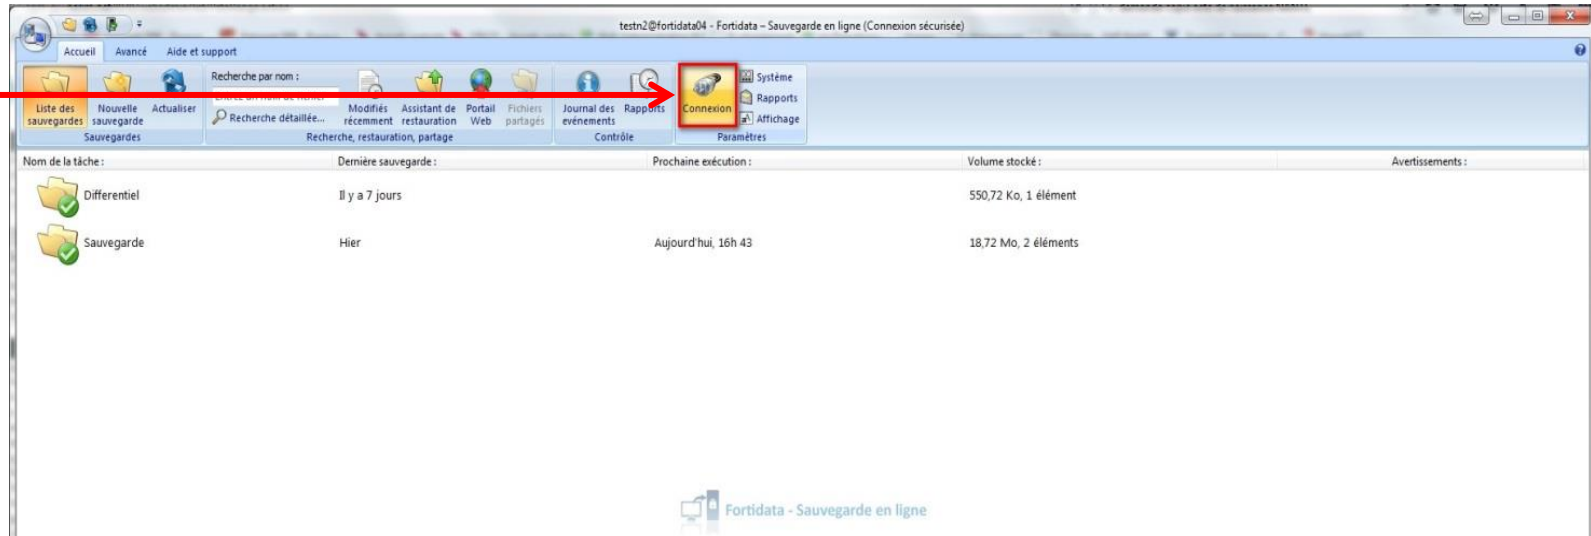 testn2@fortidata04 - Fortidata – Sauvegarde en ligne (Connexion sécurisée)
Accueil Avancé Aide et support
Liste des sauvegardes
Nouvelle sauvegarde
Actualiser
Sauvegardes
Recherche par nom :
Recherche détaillée...
Modifiés récemment
Assistant de restauration
Portail Web
Fichiers partagés
Recherche, restauration, partage
Journal des evénements
Rapports
Contrôle
Connexion
Système
Rapports
Affichage
Paramètres
Nom de la tâche : Dernière sauvegarde : Prochaine exécution : Volume stocké : Avertissements :
Differentiel Il y a 7 jours 550,72 Ko, 1 élément
Sauvegarde Hier Aujourd'hui, 16h 43 18,72 Mo, 2 éléments
Fortidata - Sauvegarde en ligne